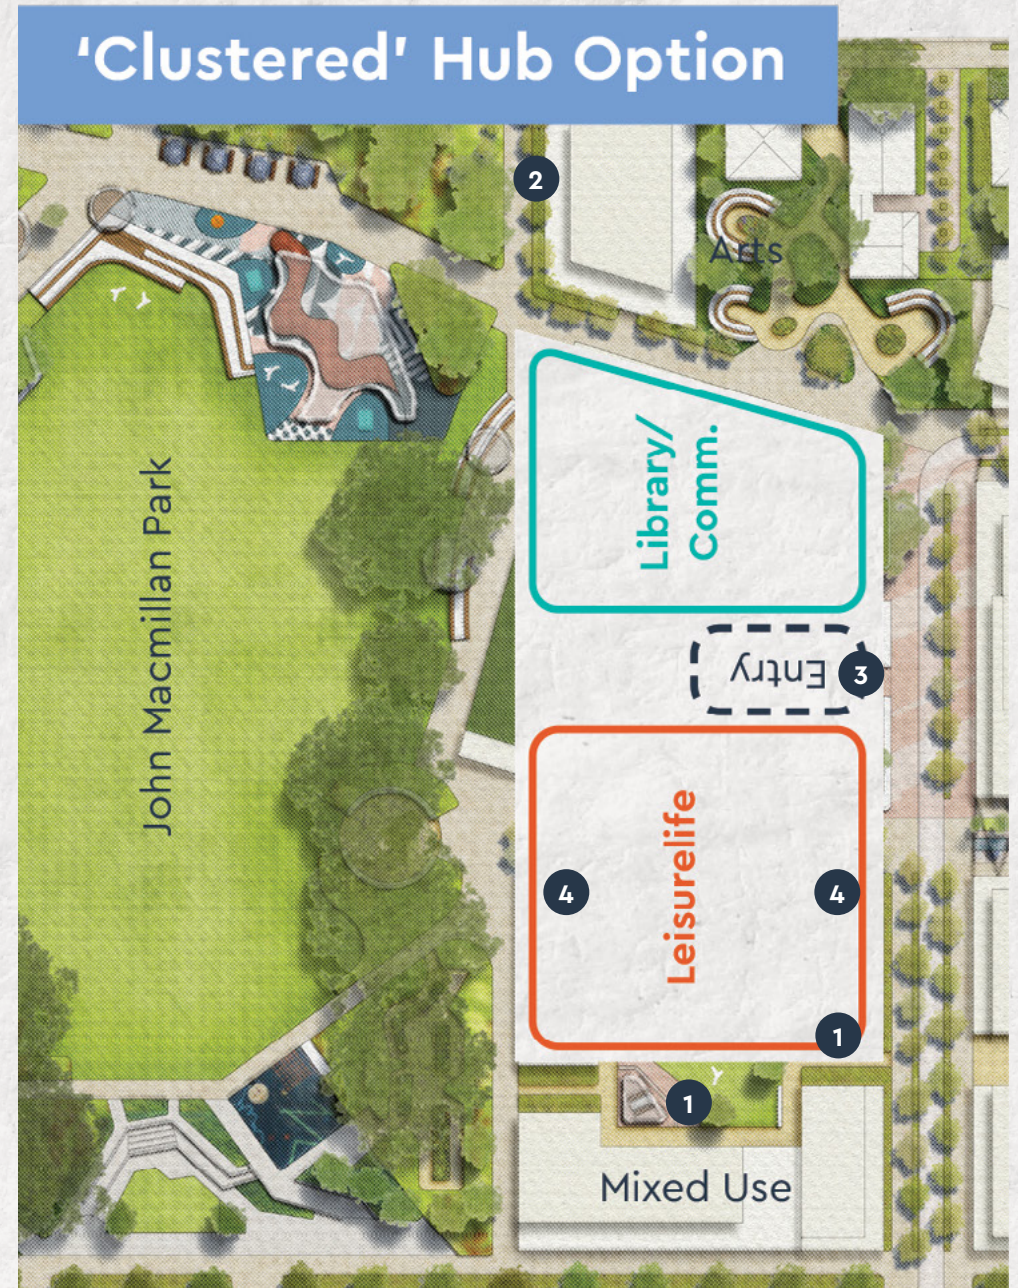 ‘Clustered’ Hub Option
2
Arts
Library/
Comm.
John Macmillan Park
Entry
3
Leisurelife
4
4
1
1
Mixed Use